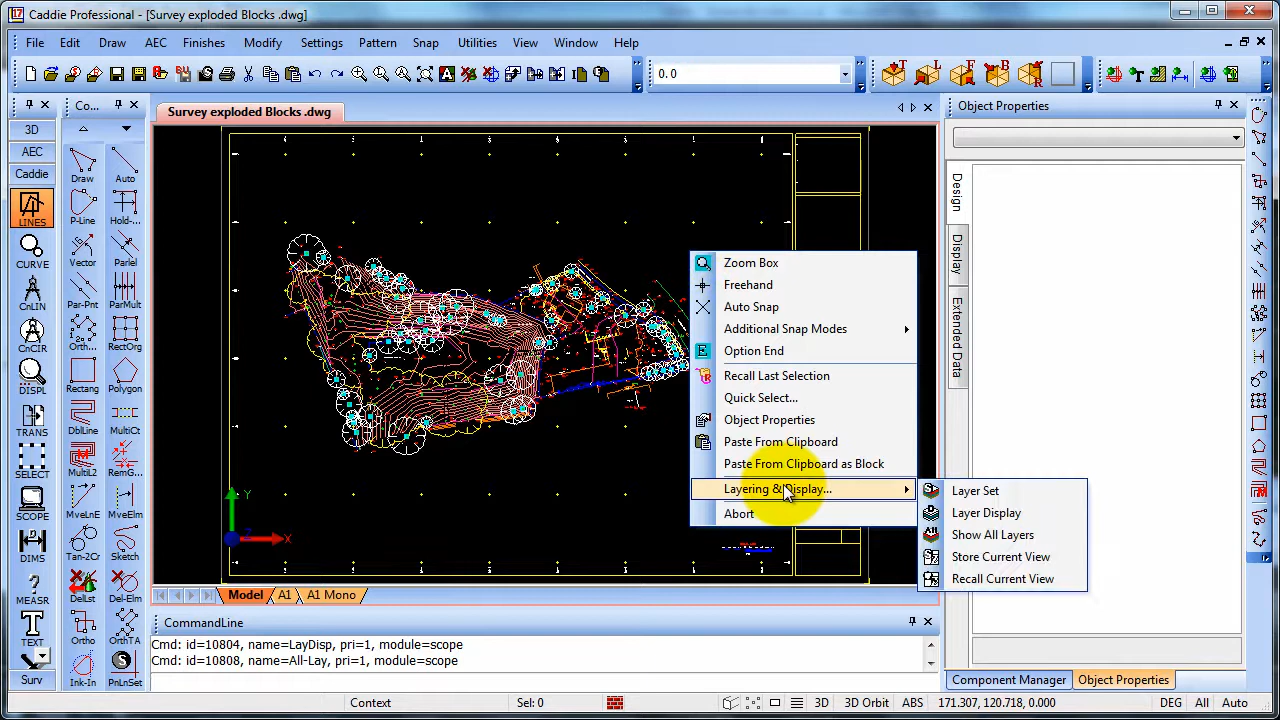 Caddie Professional - [Survey exploded Blocks .dwg]
File Edit Draw AEC Finishes Modify Settings Pattern Snap Utilities View Window Help
0. 0
Co...
Survey exploded Blocks .dwg
Object Properties
3D
AEC
Caddie
LINES
CURVE
CnLIN
CnCIR
DISPL
TRANS
SELECT
SCOPE
DIMS
MEASR
TEXT
Surv
Draw Auto
P-Line Hold-...
Vector Parlel
Par-Pnt Int-Pnt
RectPnt RectOrg
Rectang Polygon
DblLine MultiCt
MultiL2 RemG...
MveLnE MveElm
Tan-2Cr Sketch
DelLst Del-Elm
Ortho OrthTA
Ink-In PnLnSet
Zoom Box
Freehand
Auto Snap
Additional Snap Modes
Option End
Recall Last Selection
Quick Select...
Object Properties
Paste From Clipboard
Paste From Clipboard as Block
Layering & Display...
Abort
Layer Set
Layer Display
Show All Layers
Store Current View
Recall Current View
Design
Display
Extended Data
Y
Z
X
Model A1 A1 Mono
CommandLine
Cmd: id=10804, name=LayDisp, pri=1, module=scope
Cmd: id=10808, name=All-Lay, pri=1, module=scope
Component Manager Object Properties
Context Sel: 0 3D 3D Orbit ABS 171.307, 120.718, 0.000 DEG All Auto